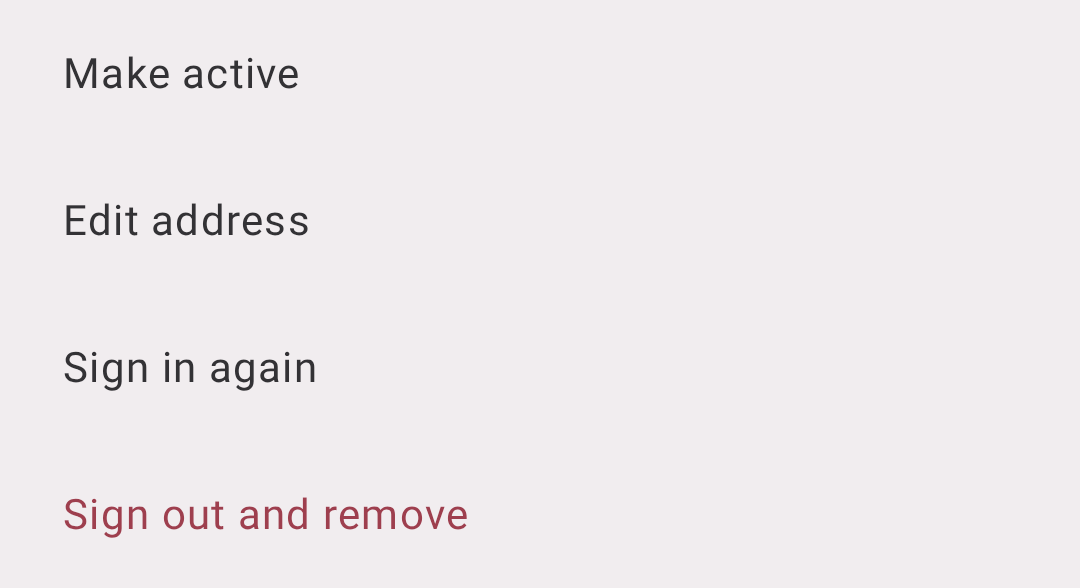 Make active
Edit address
Sign in again
Sign out and remove